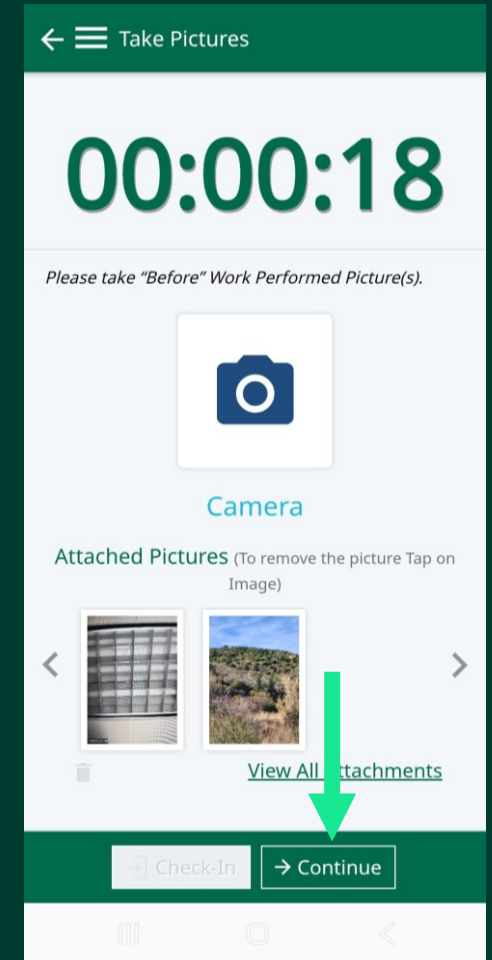 Take Pictures
00:00:18
Please take “Before” Work Performed Picture(s).
Camera
Attached Pictures (To remove the picture Tap on
Image)
View All ttachments
Check-In
Continue